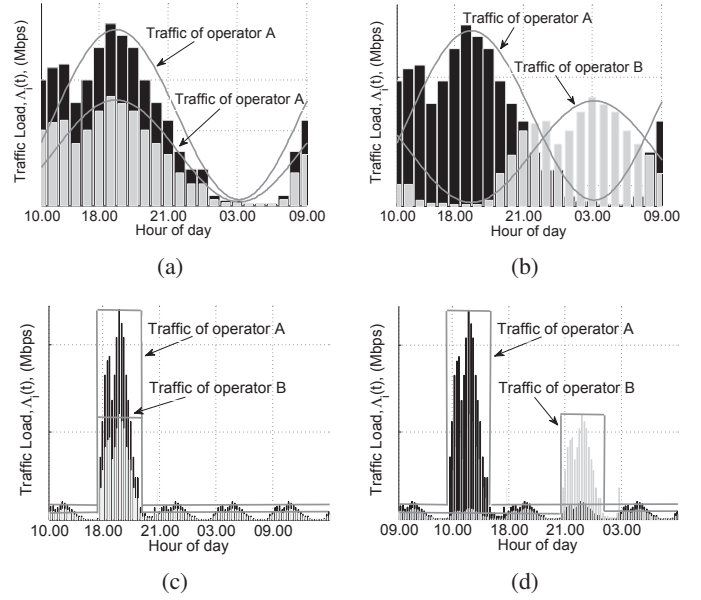 Traffic Load, Λi(t), (Mbps)
Traffic of operator A
Traffic of operator A
10.00 18.00 21.00 03.00 09.00
Hour of day
(a)
Traffic Load, Λi(t), (Mbps)
Traffic of operator A
Traffic of operator B
10.00 18.00 21.00 03.00 09.00
Hour of day
(b)
Traffic Load, Λi(t), (Mbps)
Traffic of operator A
Traffic of operator B
10.00 18.00 21.00 03.00 09.00
Hour of day
(c)
Traffic Load, Λi(t), (Mbps)
Traffic of operator A
Traffic of operator B
09.00 10.00 18.00 21.00 03.00
Hour of day
(d)